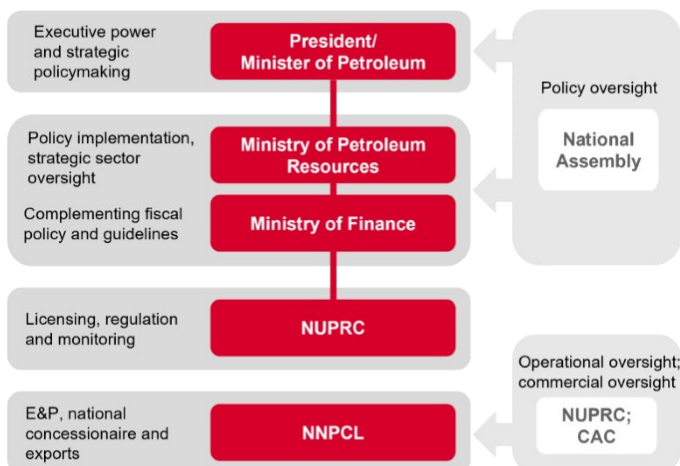 Executive power
and strategic
policymaking
President/
Minister of Petroleum
Policy oversight
National
Assembly
Policy implementation,
strategic sector
oversight
Ministry of Petroleum
Resources
Complementing fiscal
policy and guidelines
Ministry of Finance
Licensing, regulation
and monitoring
NUPRC
Operational oversight;
commercial oversight
NUPRC;
CAC
E&P, national
concessionaire and
exports
NNPCL